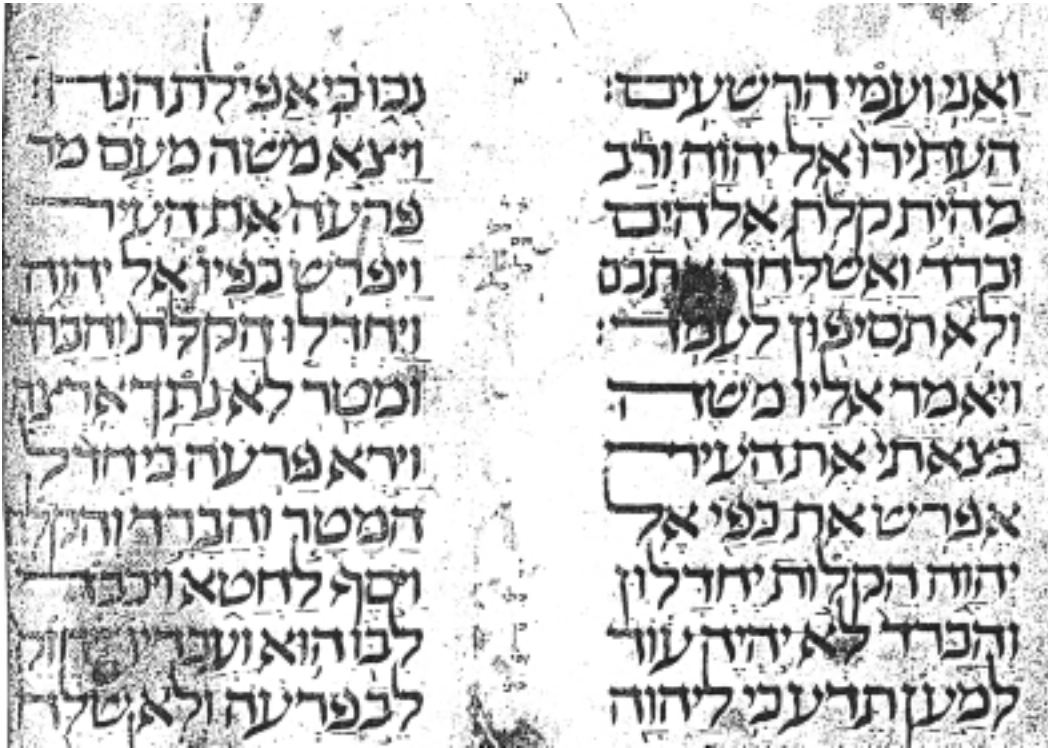 ואני ועמי הרשעים:
העתירו אל יהוה ורב
מהית קלת אלהים
וברד ואשלחה אתכם
ולא תסיפון לעמד:
ויאמר אליו משה
כצאתי את העיר
אפרש את כפי אל
יהוה הקלות יחדלון
והברד לא יהיה עוד
למען תדע כי ליהוה
נכו כי אפילת הנה
ויצא משה מעם
פרעה את העיר
ויפרש כפיו אל יהוה
ויחדלו הקלת והברד
ומטר לא נתך ארצה
וירא פרעה כי חדל
המטר והברד והקלת
ויסף לחטא ויכבד
לבו הוא ועבדיו ויחזק
לב פרעה ולא שלח